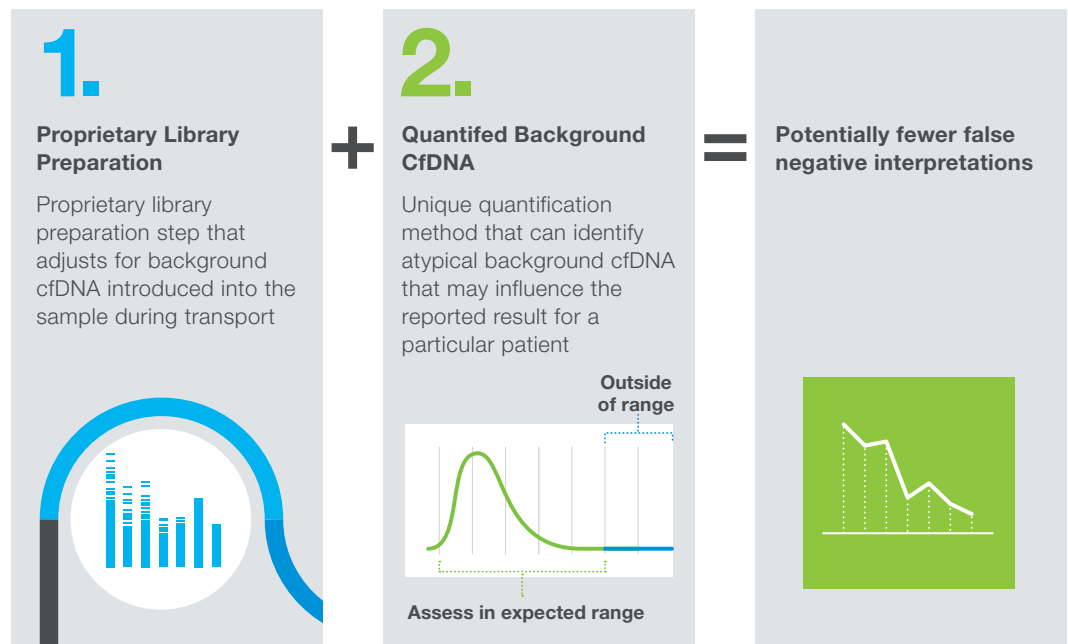 1.
Proprietary Library
Preparation
Proprietary library
preparation step that
adjusts for background
cfDNA introduced into the
sample during transport
+
2.
Quantifed Background
CfDNA
Unique quantification
method that can identify
atypical background cfDNA
that may influence the
reported result for a
particular patient
Outside
of range
Assess in expected range
=
Potentially fewer false
negative interpretations